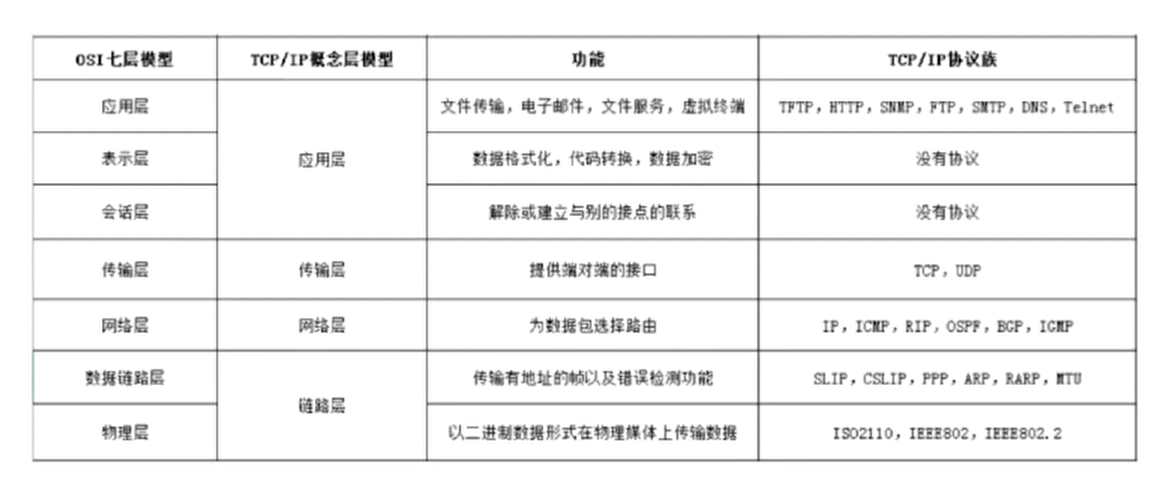 OSI七层模型 TCP/IP概念层模型 功能 TCP/IP协议族
应用层 文件传输，电子邮件，文件服务，虚拟终端 TFTP，HTTP，SNMP，FTP，SMTP，DNS，Telnet
表示层 应用层 数据格式化，代码转换，数据加密 没有协议
会话层 解除或建立与别的接点的联系 没有协议
传输层 传输层 提供端对端的接口 TCP，UDP
网络层 网络层 为数据包选择路由 IP，ICMP，RIP，OSPF，BGP，IGMP
数据链路层 传输有地址的帧以及错误检测功能 SLIP，CSLIP，PPP，ARP，RARP，MTU
链路层
物理层 以二进制数据形式在物理媒体上传输数据 ISO2110，IEEE802，IEEE802.2